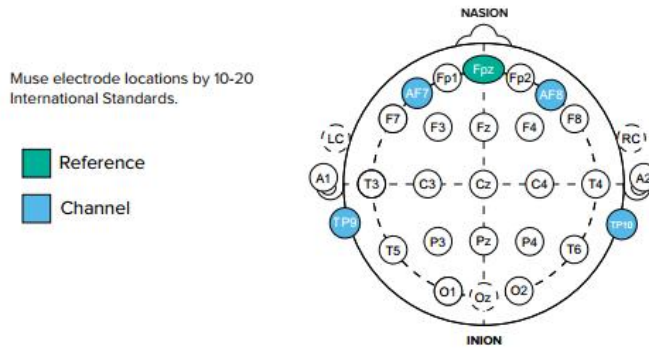 NASION
Muse electrode locations by 10-20
International Standards.
Reference
Channel
Fp1 Fpz Fp2
AF7 AF8
F7 F3 Fz F4 F8
LC RC
A1 T3 C3 Cz C4 T4 A2
TP9 TP10
T5 P3 Pz P4 T6
O1 Oz O2
INION